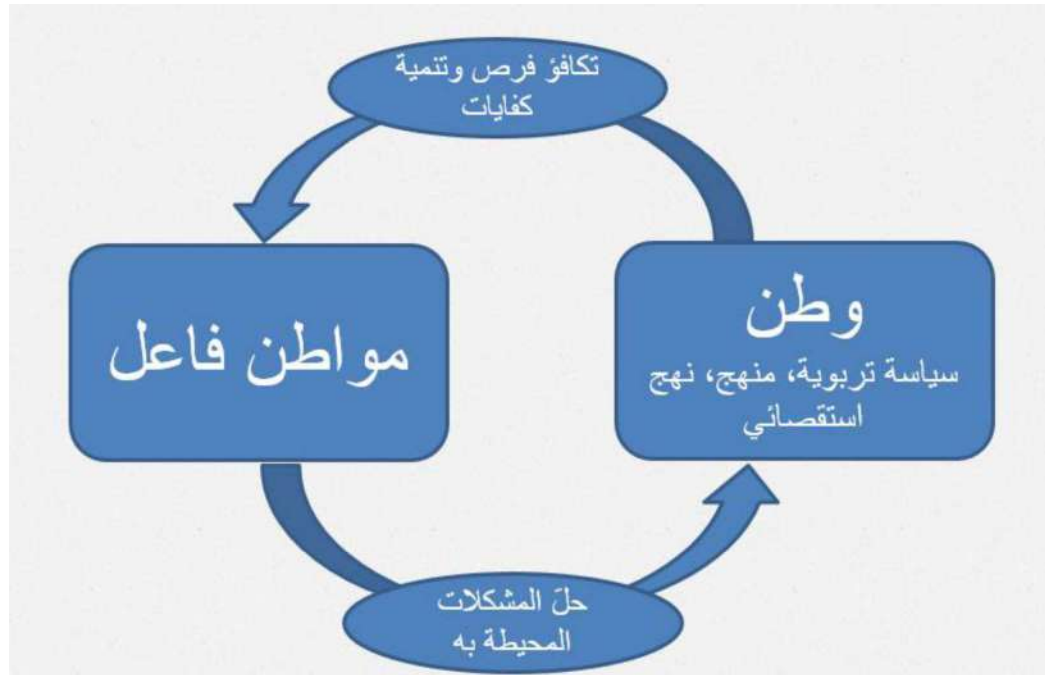 تكافؤ فرص وتنمية
كفايات
وطن
سياسة تربوية، منهج، نهج
استقصائي
مواطن فاعل
حلّ المشكلات
المحيطة به